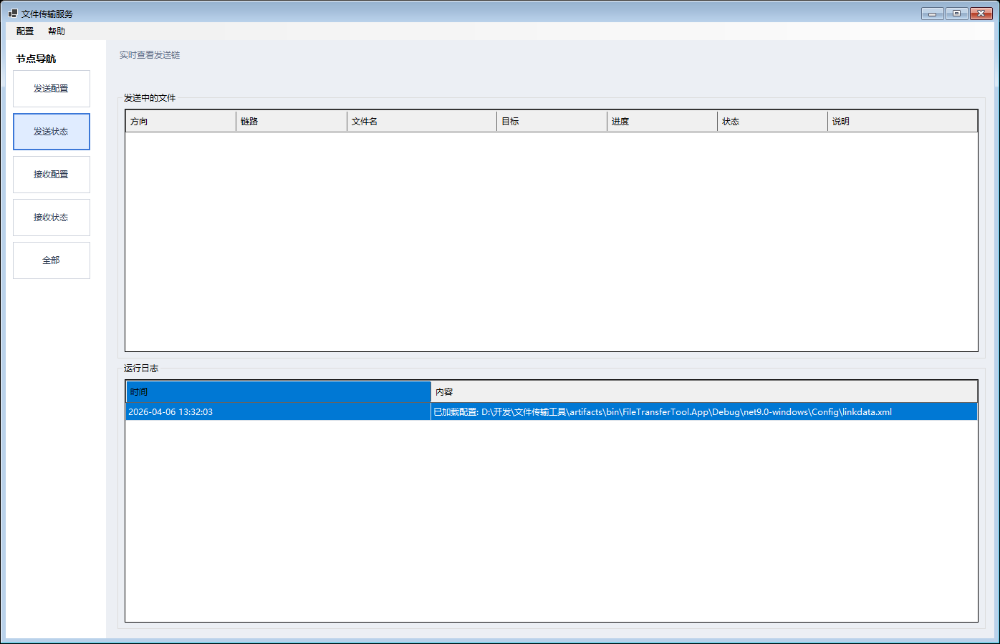 文件传输服务
配置 帮助
节点导航
发送配置
发送状态
接收配置
接收状态
全部
实时查看发送链
发送中的文件
方向 链路 文件名 目标 进度 状态 说明
运行日志
时间 内容
2026-04-06 13:32:03 已加载配置: D:\开发\文件传输工具\artifacts\bin\FileTransferTool.App\Debug\net9.0-windows\Config\linkdata.xml